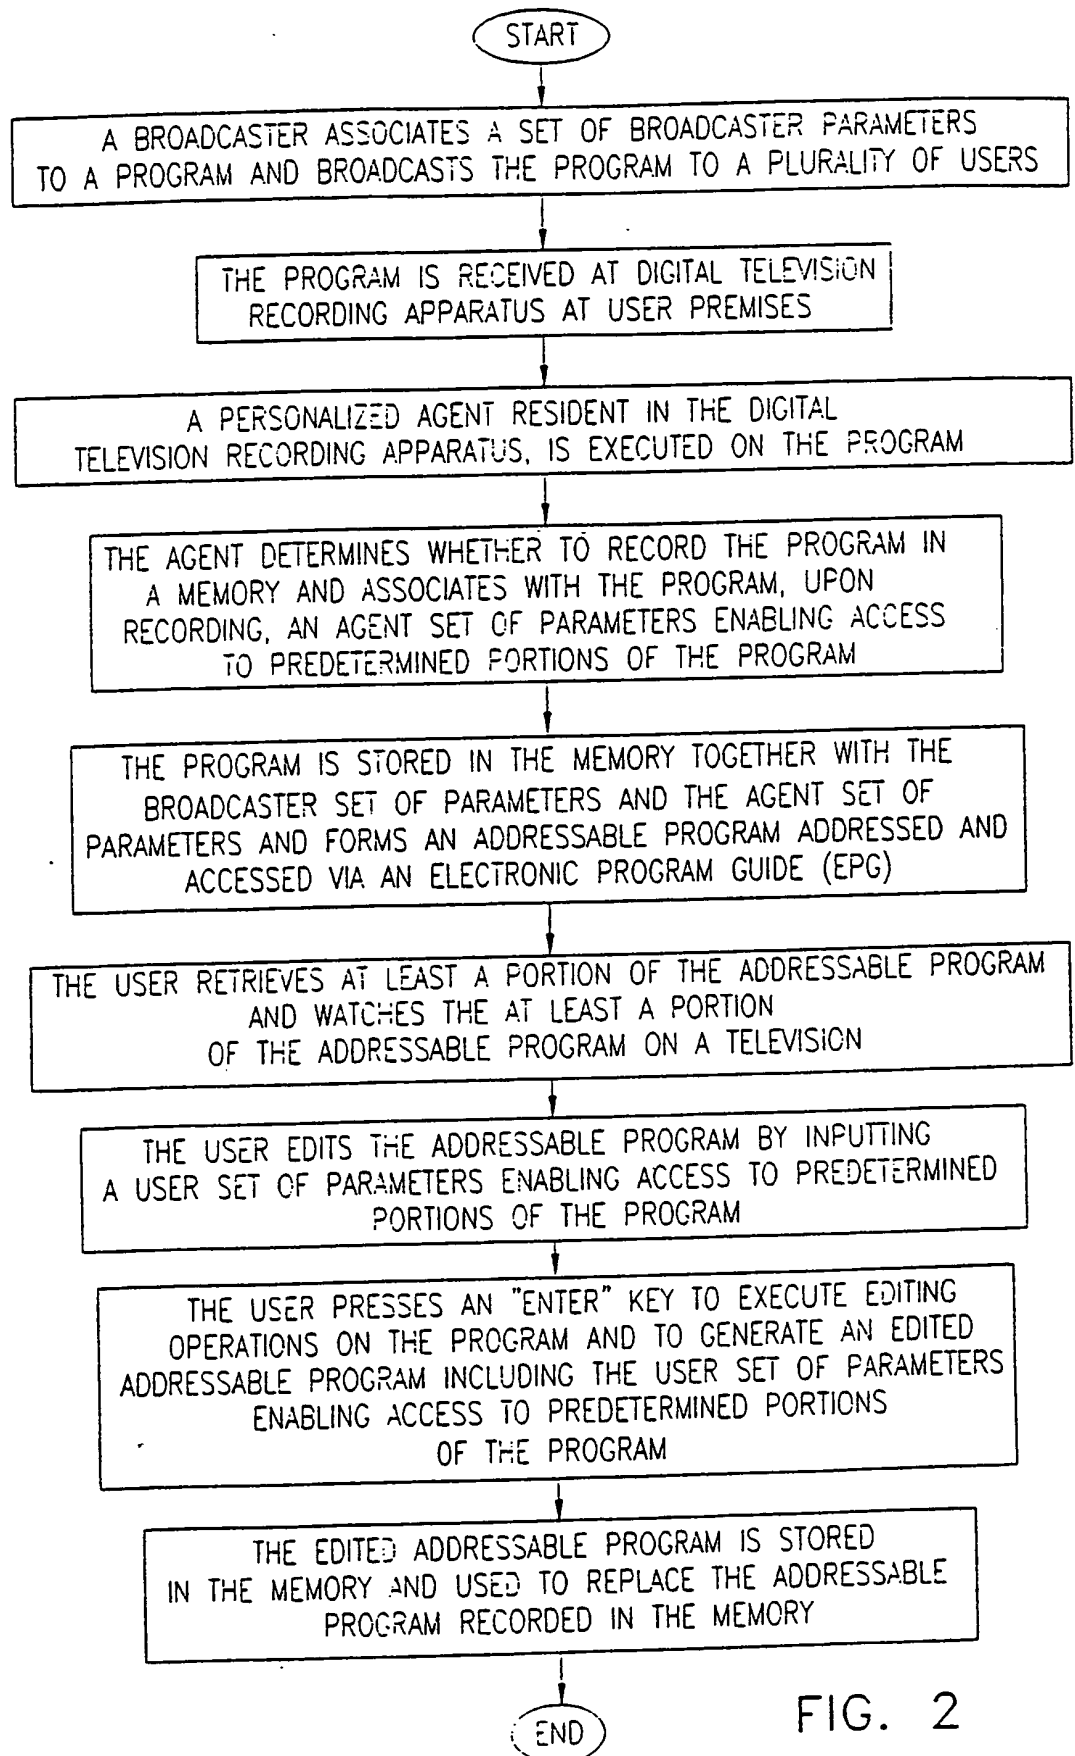 START
A BROADCASTER ASSOCIATES A SET OF BROADCASTER PARAMETERS
TO A PROGRAM AND BROADCASTS THE PROGRAM TO A PLURALITY OF USERS
THE PROGRAM IS RECEIVED AT DIGITAL TELEVISION
RECORDING APPARATUS AT USER PREMISES
A PERSONALIZED AGENT RESIDENT IN THE DIGITAL
TELEVISION RECORDING APPARATUS, IS EXECUTED ON THE PROGRAM
THE AGENT DETERMINES WHETHER TO RECORD THE PROGRAM IN
A MEMORY AND ASSOCIATES WITH THE PROGRAM, UPON
RECORDING, AN AGENT SET OF PARAMETERS ENABLING ACCESS
TO PREDETERMINED PORTIONS OF THE PROGRAM
THE PROGRAM IS STORED IN THE MEMORY TOGETHER WITH THE
BROADCASTER SET OF PARAMETERS AND THE AGENT SET OF
PARAMETERS AND FORMS AN ADDRESSABLE PROGRAM ADDRESSED AND
ACCESSED VIA AN ELECTRONIC PROGRAM GUIDE (EPG)
THE USER RETRIEVES AT LEAST A PORTION OF THE ADDRESSABLE PROGRAM
AND WATCHES THE AT LEAST A PORTION
OF THE ADDRESSABLE PROGRAM ON A TELEVISION
THE USER EDITS THE ADDRESSABLE PROGRAM BY INPUTTING
A USER SET OF PARAMETERS ENABLING ACCESS TO PREDETERMINED
PORTIONS OF THE PROGRAM
THE USER PRESSES AN "ENTER" KEY TO EXECUTE EDITING
OPERATIONS ON THE PROGRAM AND TO GENERATE AN EDITED
ADDRESSABLE PROGRAM INCLUDING THE USER SET OF PARAMETERS
ENABLING ACCESS TO PREDETERMINED PORTIONS
OF THE PROGRAM
THE EDITED ADDRESSABLE PROGRAM IS STORED
IN THE MEMORY AND USED TO REPLACE THE ADDRESSABLE
PROGRAM RECORDED IN THE MEMORY
END
FIG. 2